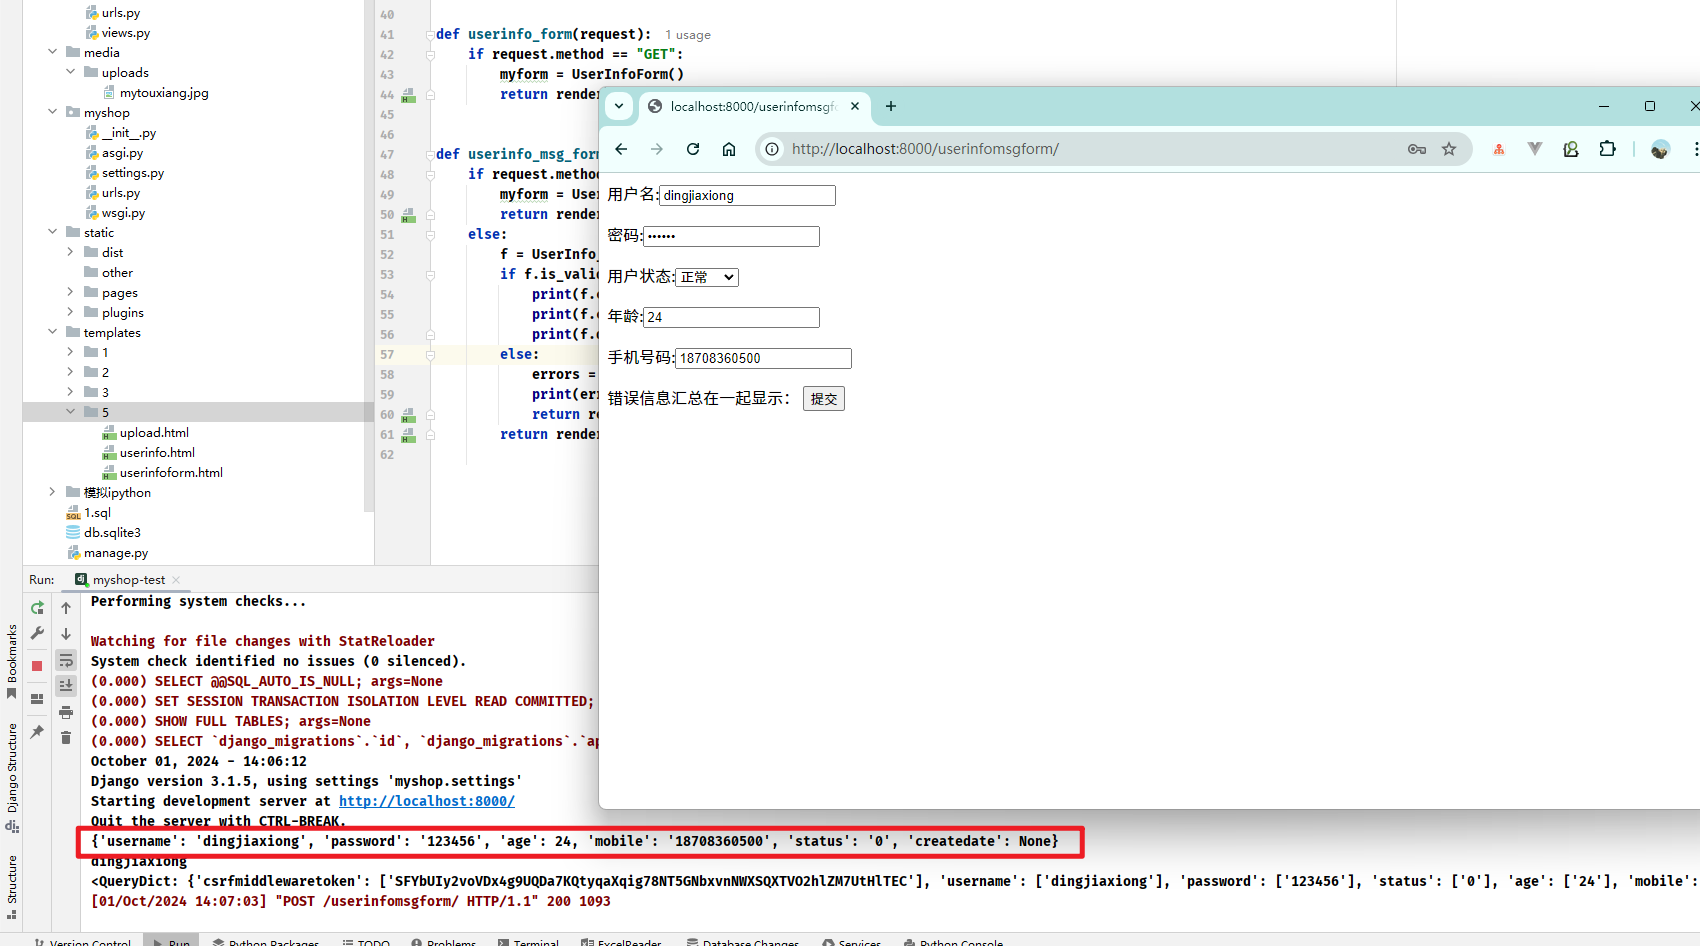 urls.py
views.py
media
uploads
mytouxiang.jpg
myshop
__init__.py
asgi.py
settings.py
urls.py
wsgi.py
static
dist
other
pages
plugins
templates
1
2
3
5
upload.html
userinfo.html
userinfoform.html
模拟ipython
1.sql
db.sqlite3
manage.py
40
41 def userinfo_form(request): 1 usage
42 if request.method == "GET":
43 myform = UserInfoForm()
44 return render
45
46
47 def userinfo_msg_form
48 if request.method
49 myform = User
50 return render
51 else:
52 f = UserInfo_
53 if f.is_valid
54 print(f.c
55 print(f.
56 print(f.
57 else:
58 errors =
59 print(err
60 return re
61 return render
62
localhost:8000/userinfomsgfo
http://localhost:8000/userinfomsgform/
用户名:dingjiaxiong
密码:••••••
用户状态:正常
年龄:24
手机号码:18708360500
错误信息汇总在一起显示： 提交
Run: myshop-test
Performing system checks...
Watching for file changes with StatReloader
System check identified no issues (0 silenced).
(0.000) SELECT @@SQL_AUTO_IS_NULL; args=None
(0.000) SET SESSION TRANSACTION ISOLATION LEVEL READ COMMITTED;
(0.000) SHOW FULL TABLES; args=None
(0.000) SELECT `django_migrations`.`id`, `django_migrations`.`ap
October 01, 2024 - 14:06:12
Django version 3.1.5, using settings 'myshop.settings'
Starting development server at http://localhost:8000/
Quit the server with CTRL-BREAK.
{'username': 'dingjiaxiong', 'password': '123456', 'age': 24, 'mobile': '18708360500', 'status': '0', 'createdate': None}
dingjiaxiong
<QueryDict: {'csrfmiddlewaretoken': ['SFYbUIy2voVDx4g9UQDa7KQtyqaXqig78NT5GNbxvnNWXSQXTVO2hlZM7UtHlTEC'], 'username': ['dingjiaxiong'], 'password': ['123456'], 'status': ['0'], 'age': ['24'], 'mobile':
[01/Oct/2024 14:07:03] "POST /userinfomsgform/ HTTP/1.1" 200 1093
Bookmarks
Django Structure
Structure
Version Control Run Python Packages TODO Problems Terminal ExcelReader Database Changes Services Python Console